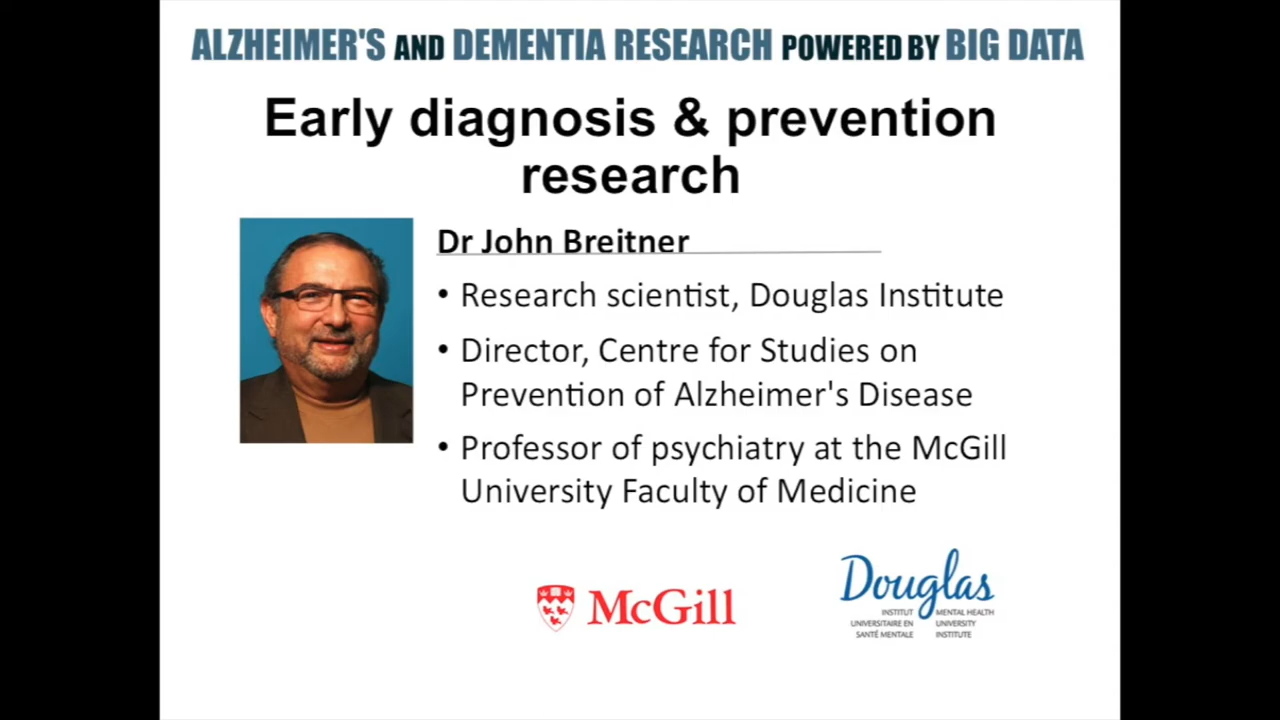 ALZHEIMER'S AND DEMENTIA RESEARCH POWERED BY BIG DATA
Early diagnosis & prevention
research
Dr John Breitner
• Research scientist, Douglas Institute
• Director, Centre for Studies on
Prevention of Alzheimer's Disease
• Professor of psychiatry at the McGill
University Faculty of Medicine
McGill
Douglas
INSTITUT
UNIVERSITAIRE EN
SANTÉ MENTALE
MENTAL HEALTH
UNIVERSITY
INSTITUTE